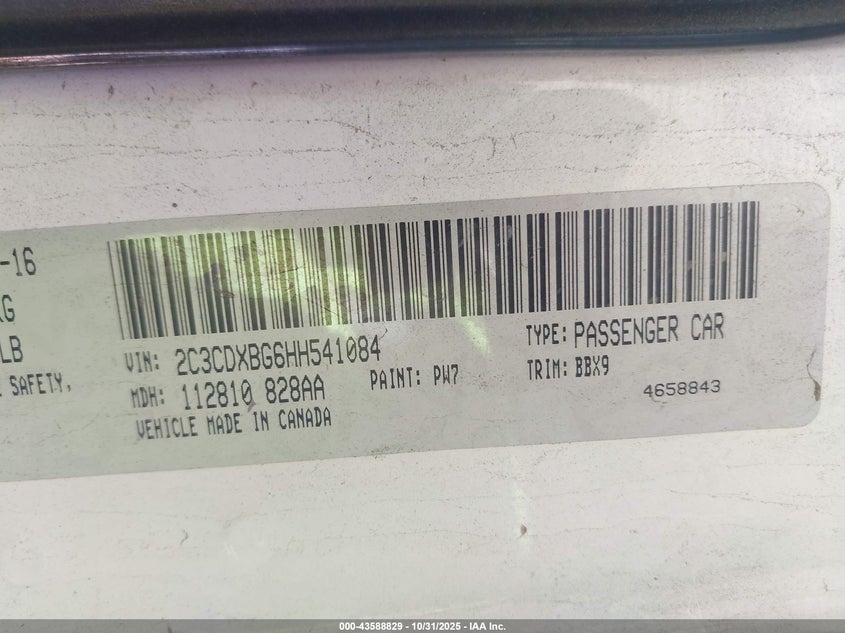 -16
KG
LB
SAFETY,
VIN: 2C3CDXBG6HH541084
TYPE: PASSENGER CAR
MDH: 112810 828AA
PAINT: PW7
TRIM: BBX9
VEHICLE MADE IN CANADA
4658843
000-43588829 - 10/31/2025 - IAA Inc.